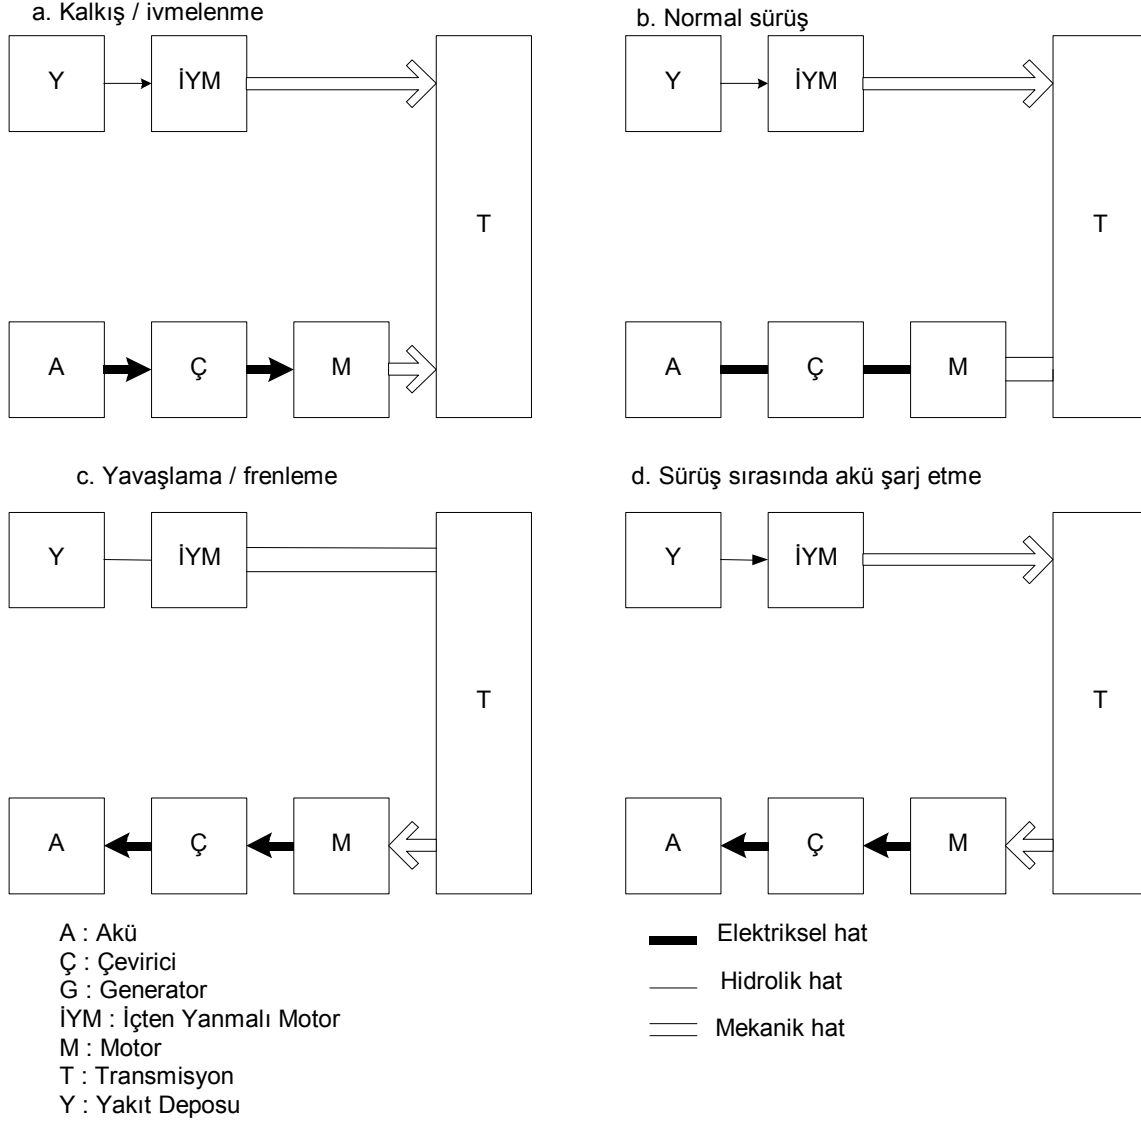 a. Kalkış / ivmelenme
b. Normal sürüş
Y
İYM
T
A
Ç
M
Y
İYM
T
A
Ç
M
c. Yavaşlama / frenleme
d. Sürüş sırasında akü şarj etme
Y
İYM
T
A
Ç
M
Y
İYM
T
A
Ç
M
A : Akü
Ç : Çevirici
G : Generator
İYM : İçten Yanmalı Motor
M : Motor
T : Transmisyon
Y : Yakıt Deposu
Elektriksel hat
Hidrolik hat
Mekanik hat